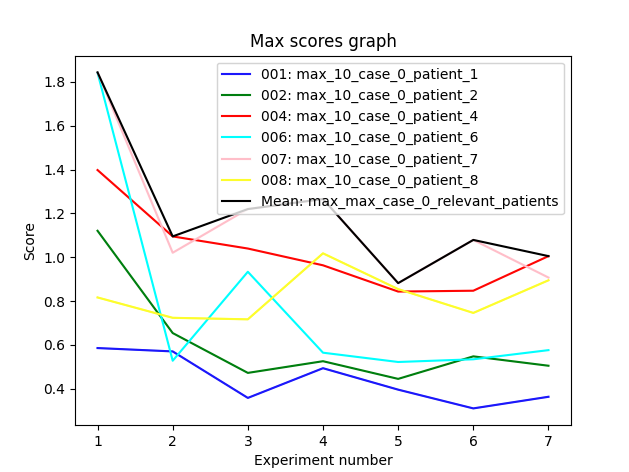 Max scores graph
001: max_10_case_0_patient_1
002: max_10_case_0_patient_2
004: max_10_case_0_patient_4
006: max_10_case_0_patient_6
007: max_10_case_0_patient_7
008: max_10_case_0_patient_8
Mean: max_max_case_0_relevant_patients
Score
1.8
1.6
1.4
1.2
1.0
0.8
0.6
0.4
1 2 3 4 5 6 7
Experiment number